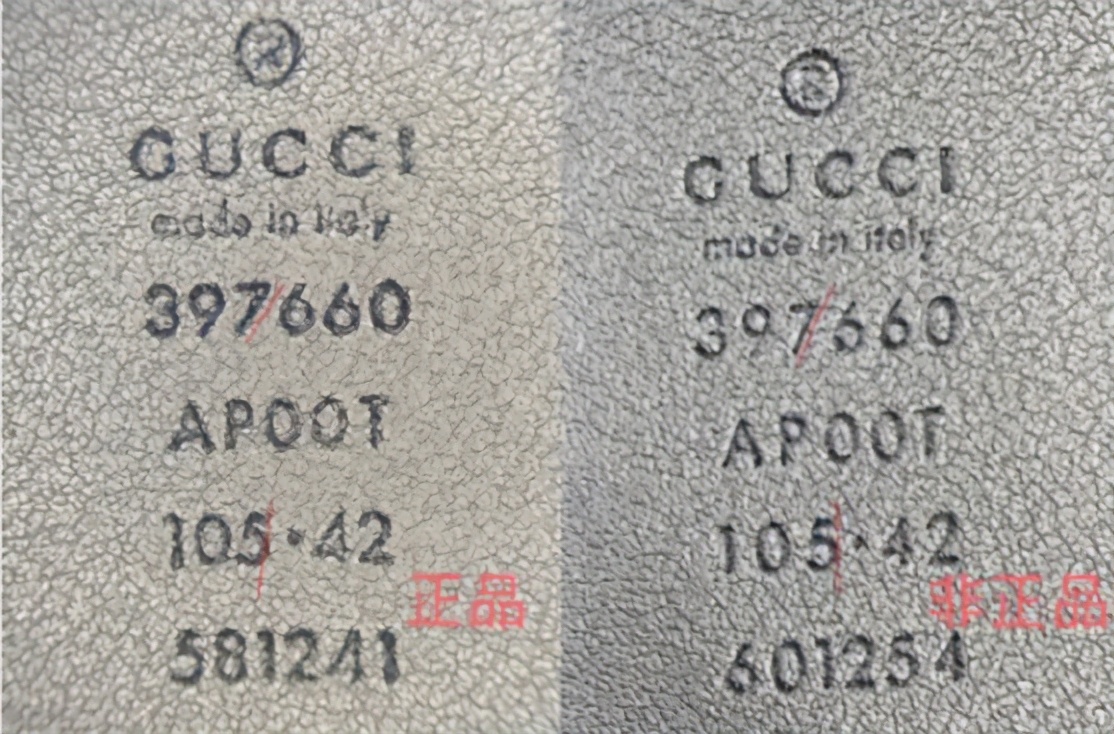 ®
GUCCI
made in italy
397660
AP00T
105·42
581241
正品
®
GUCCI
made in italy
397660
AP00T
105·42
601254
非正品